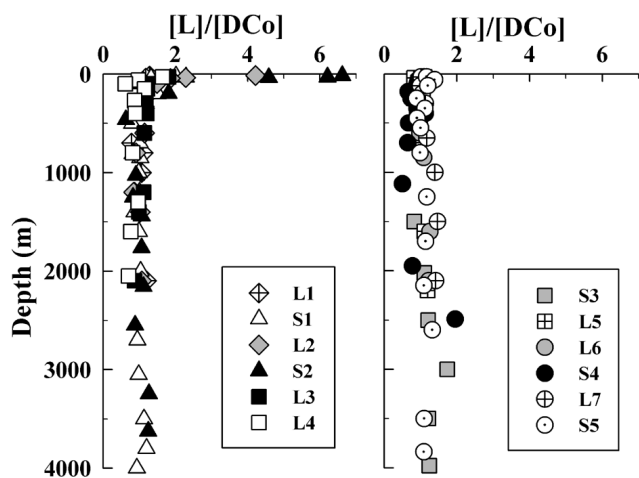 [L]/[DCo] [L]/[DCo]
0 2 4 6 0 2 4 6
0
1000
2000
3000
4000
Depth (m)
L1
S1
L2
S2
L3
L4
S3
L5
L6
S4
L7
S5